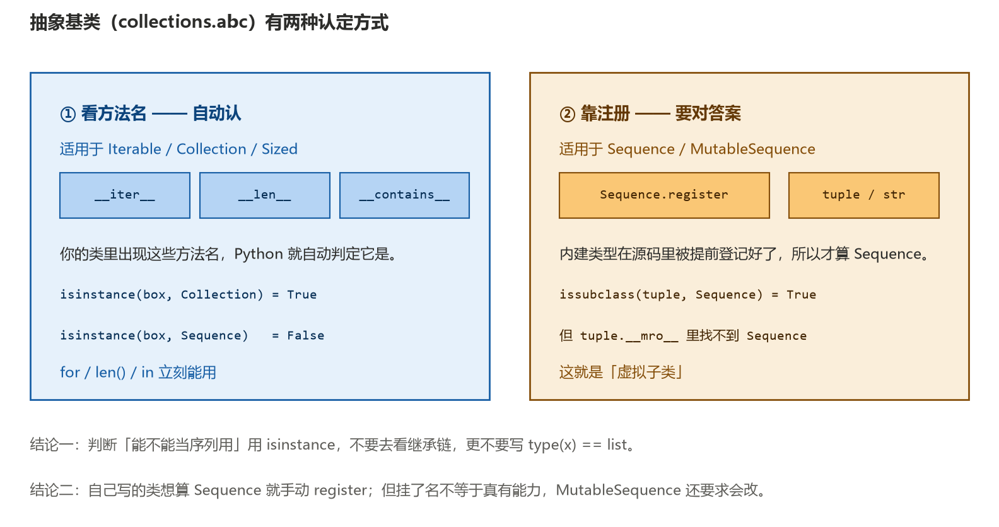 抽象基类（collections.abc）有两种认定方式
① 看方法名 —— 自动认
适用于 Iterable / Collection / Sized
__iter__
__len__
__contains__
你的类里出现这些方法名，Python 就自动判定它是。
isinstance(box, Collection) = True
isinstance(box, Sequence)   = False
for / len() / in 立刻能用
② 靠注册 —— 要对答案
适用于 Sequence / MutableSequence
Sequence.register
tuple / str
内建类型在源码里被提前登记好了，所以才算 Sequence。
issubclass(tuple, Sequence) = True
但 tuple.__mro__ 里找不到 Sequence
这就是「虚拟子类」
结论一：判断「能不能当序列用」用 isinstance，不要去看继承链，更不要写 type(x) == list。
结论二：自己写的类想算 Sequence 就手动 register；但挂了名不等于真有能力，MutableSequence 还要求会改。